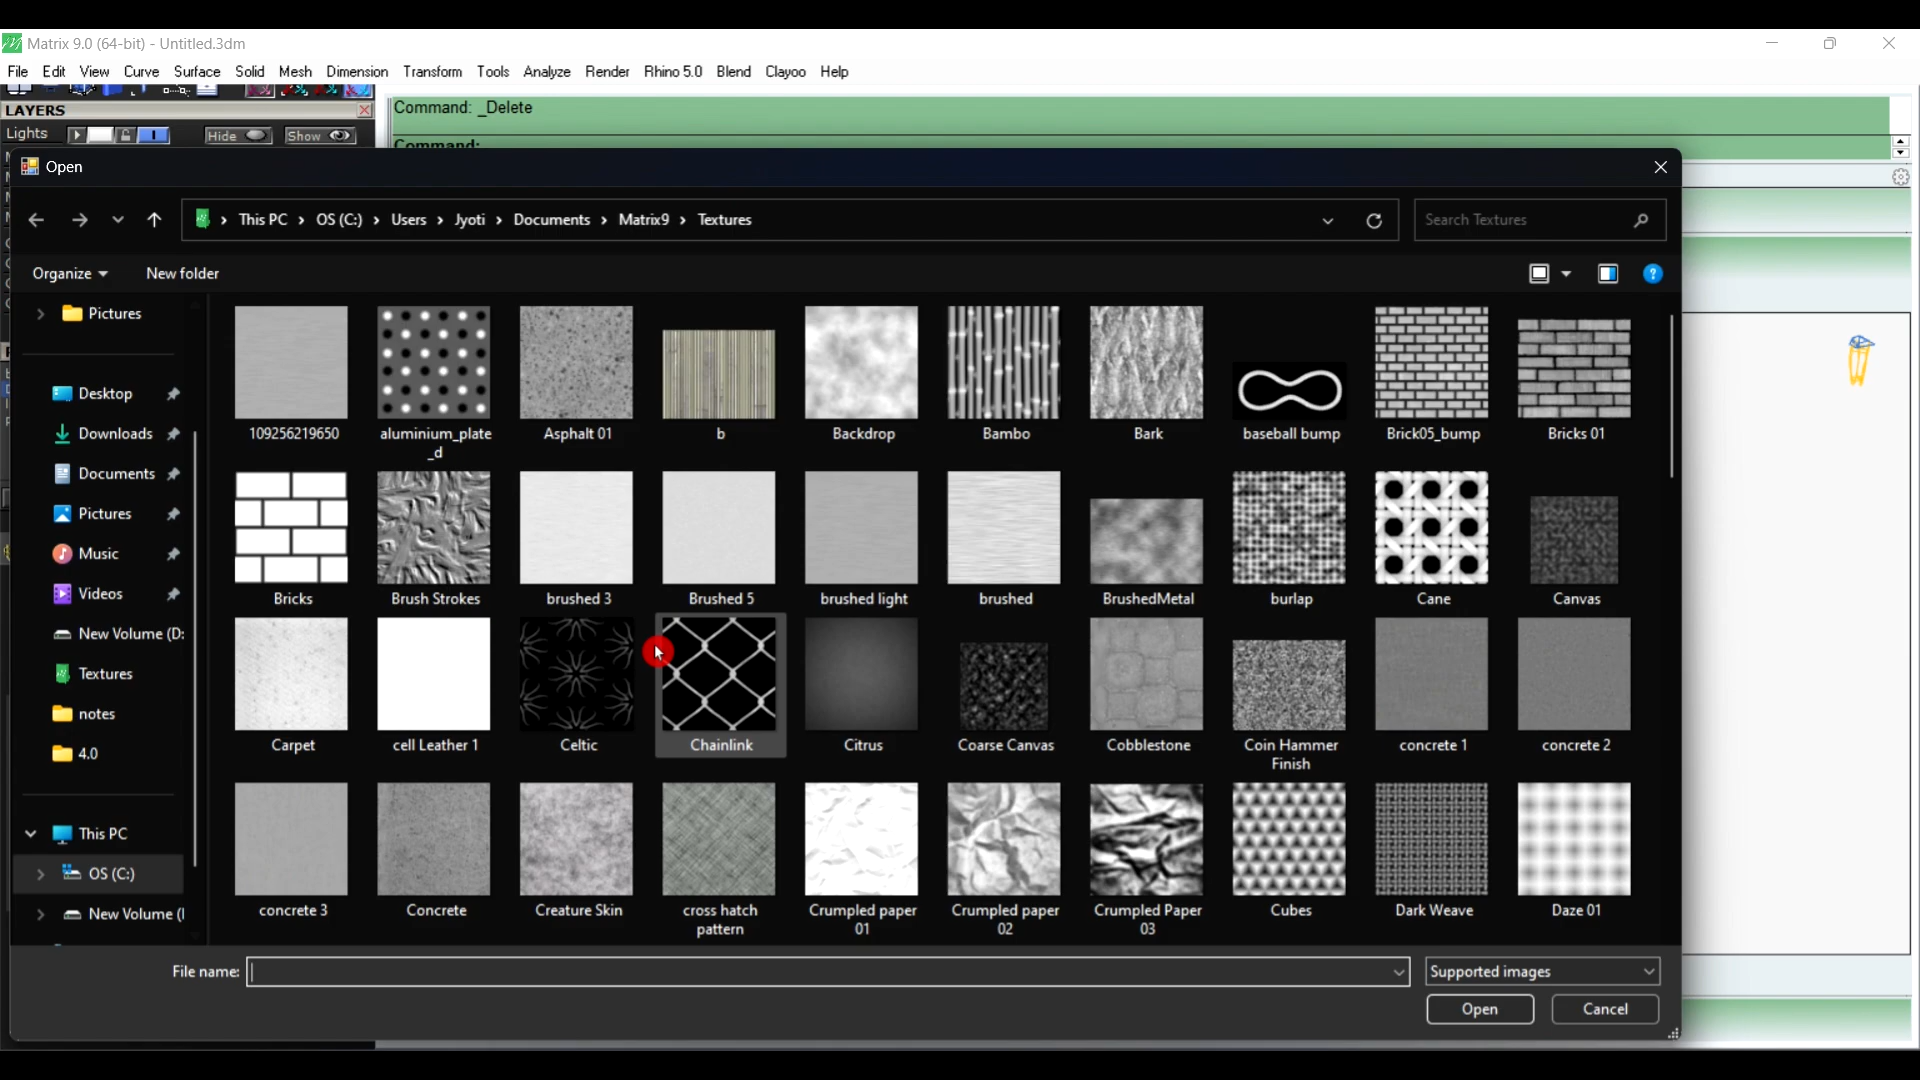 Matrix 9.0 (64-bit) - Untitled.3dm
File Edit View Curve Surface Solid Mesh Dimension Transform Tools Analyze Render Rhino 5.0 Blend Clayoo Help
LAYERS
Command: _Delete
Lights Hide Show
Command:
Open
This PC > OS (C:) > Users > Jyoti > Documents > Matrix9 > Textures
Search Textures
Organize New folder
Pictures
Desktop
Downloads
Documents
Pictures
Music
Videos
New Volume (D:
Textures
notes
4.0
This PC
OS (C:)
New Volume (
109256219650 aluminium_plate Asphalt 01 b Backdrop Bambo Bark baseball bump Brick05_bump Bricks 01
_d
Bricks Brush Strokes brushed 3 Brushed 5 brushed light brushed BrushedMetal burlap Cane Canvas
Carpet cell Leather 1 Celtic Chainlink Citrus Coarse Canvas Cobblestone Coin Hammer concrete 1 concrete 2
Finish
concrete 3 Concrete Creature Skin cross hatch Crumpled paper Crumpled paper Crumpled Paper Cubes Dark Weave Daze 01
pattern 01 02 03
File name: Supported images
Open Cancel